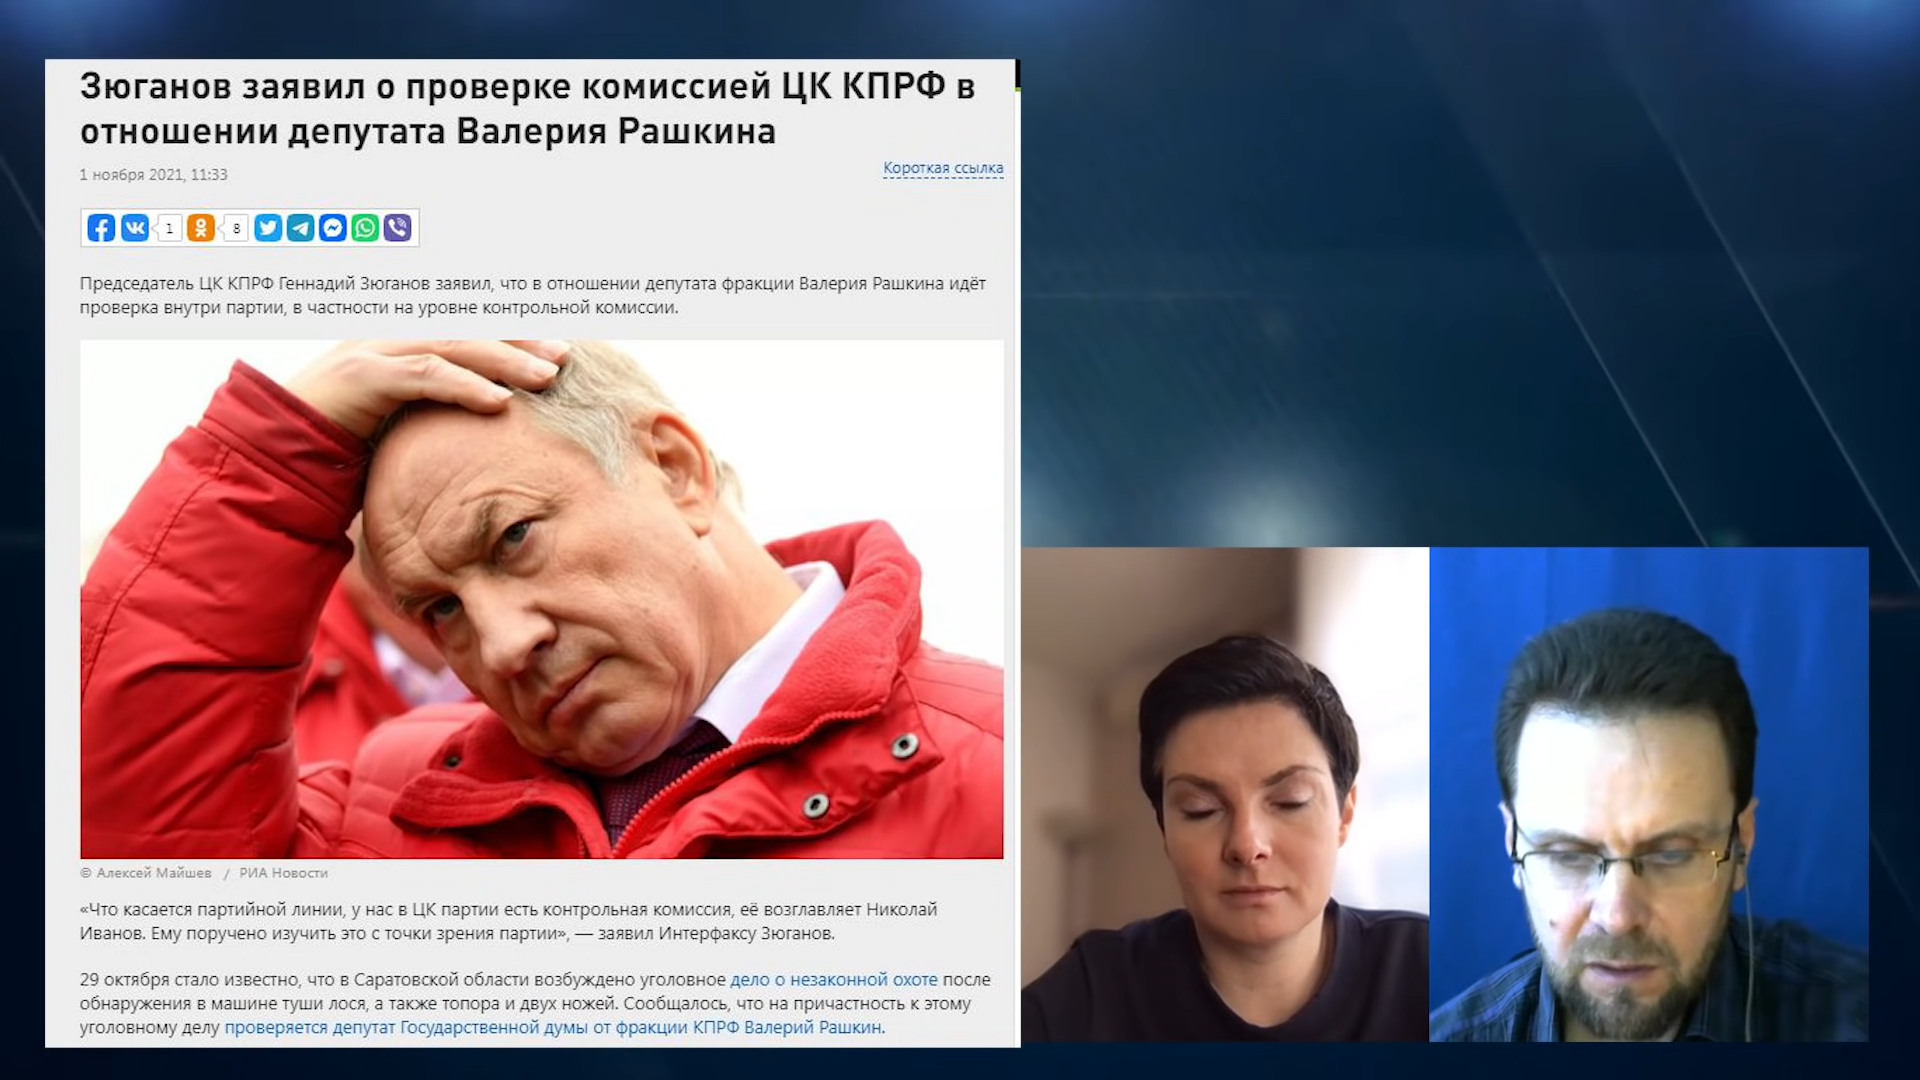 Зюганов заявил о проверке комиссией ЦК КПРФ в
отношении депутата Валерия Рашкина
1 ноября 2021, 11:33
Короткая ссылка
1
8
Председатель ЦК КПРФ Геннадий Зюганов заявил, что в отношении депутата фракции Валерия Рашкина идёт
проверка внутри партии, в частности на уровне контрольной комиссии.
© Алексей Майшев / РИА Новости
«Что касается партийной линии, у нас в ЦК партии есть контрольная комиссия, её возглавляет Николай
Иванов. Ему поручено изучить это с точки зрения партии», — заявил Интерфаксу Зюганов.
29 октября стало известно, что в Саратовской области возбуждено уголовное дело о незаконной охоте после
обнаружения в машине туши лося, а также топора и двух ножей. Сообщалось, что на причастность к этому
уголовному делу проверяется депутат Государственной думы от фракции КПРФ Валерий Рашкин.